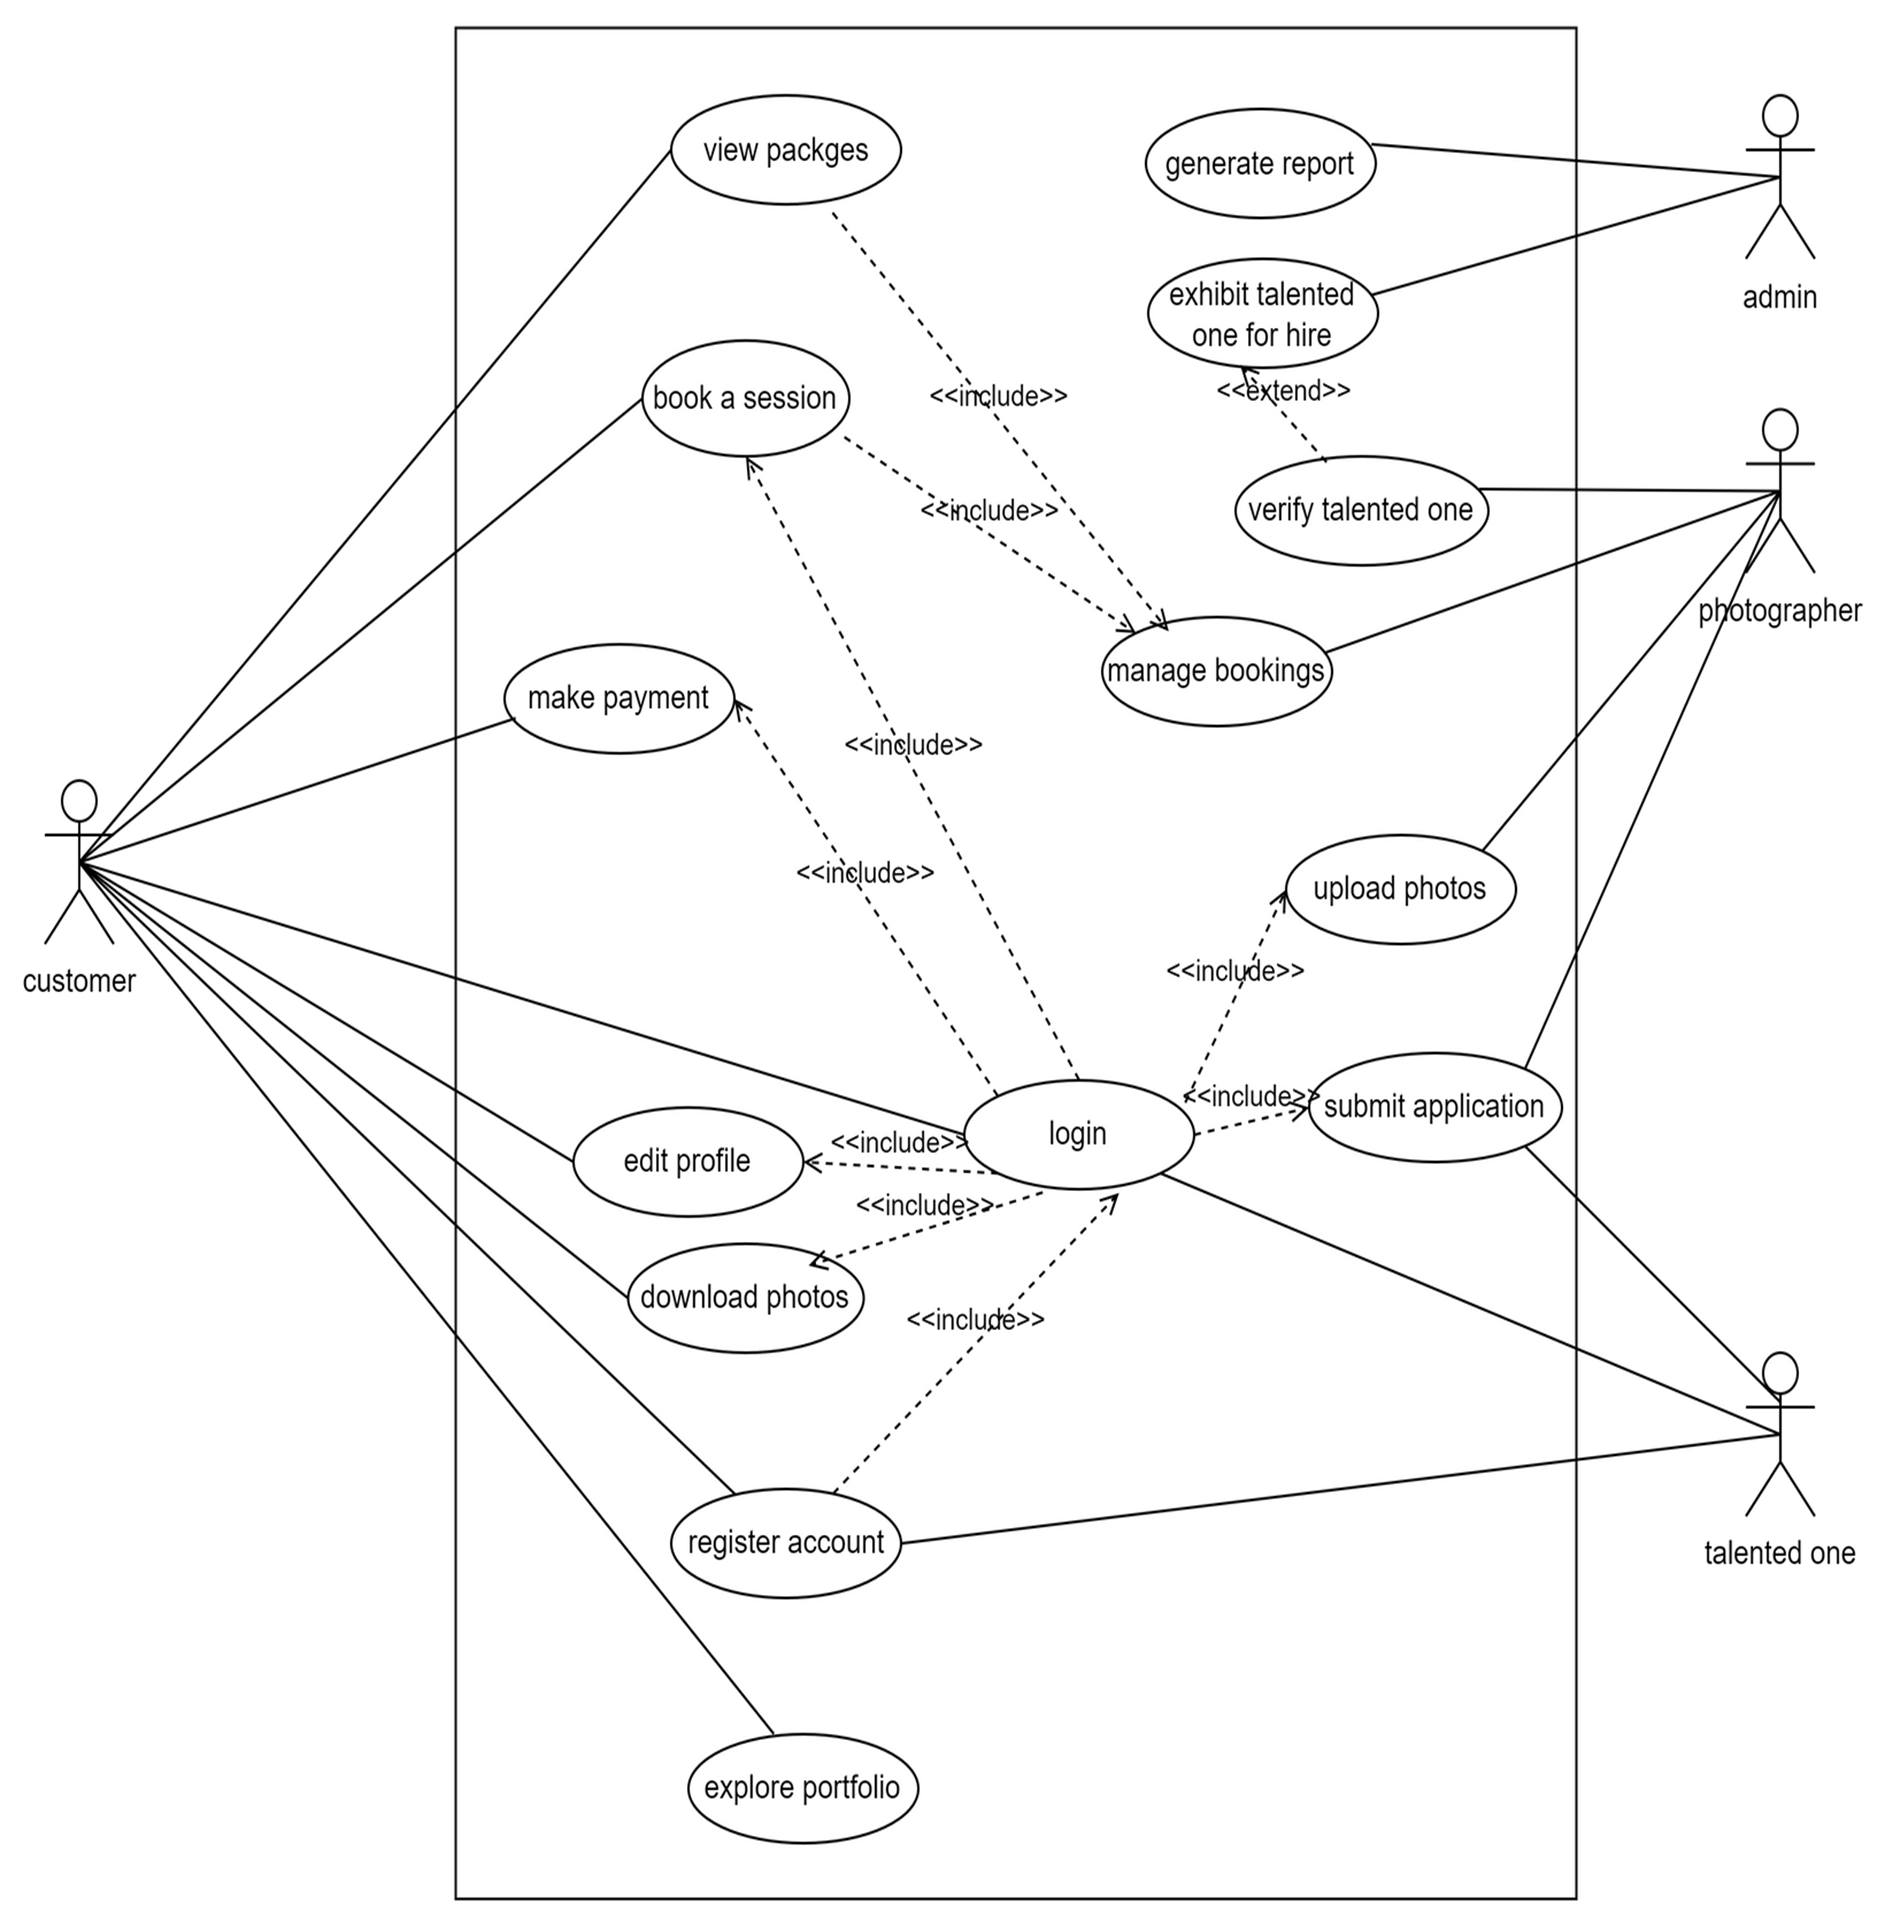 view packges
generate report
exhibit talented
one for hire
admin
<<include>>
<<extend>>
book a session
<<include>>
verify talented one
photographer
manage bookings
make payment
<<include>>
<<include>>
upload photos
customer
<<include>>
<<include>>
submit application
login
<<include>>
edit profile
<<include>>
download photos
<<include>>
register account
talented one
explore portfolio